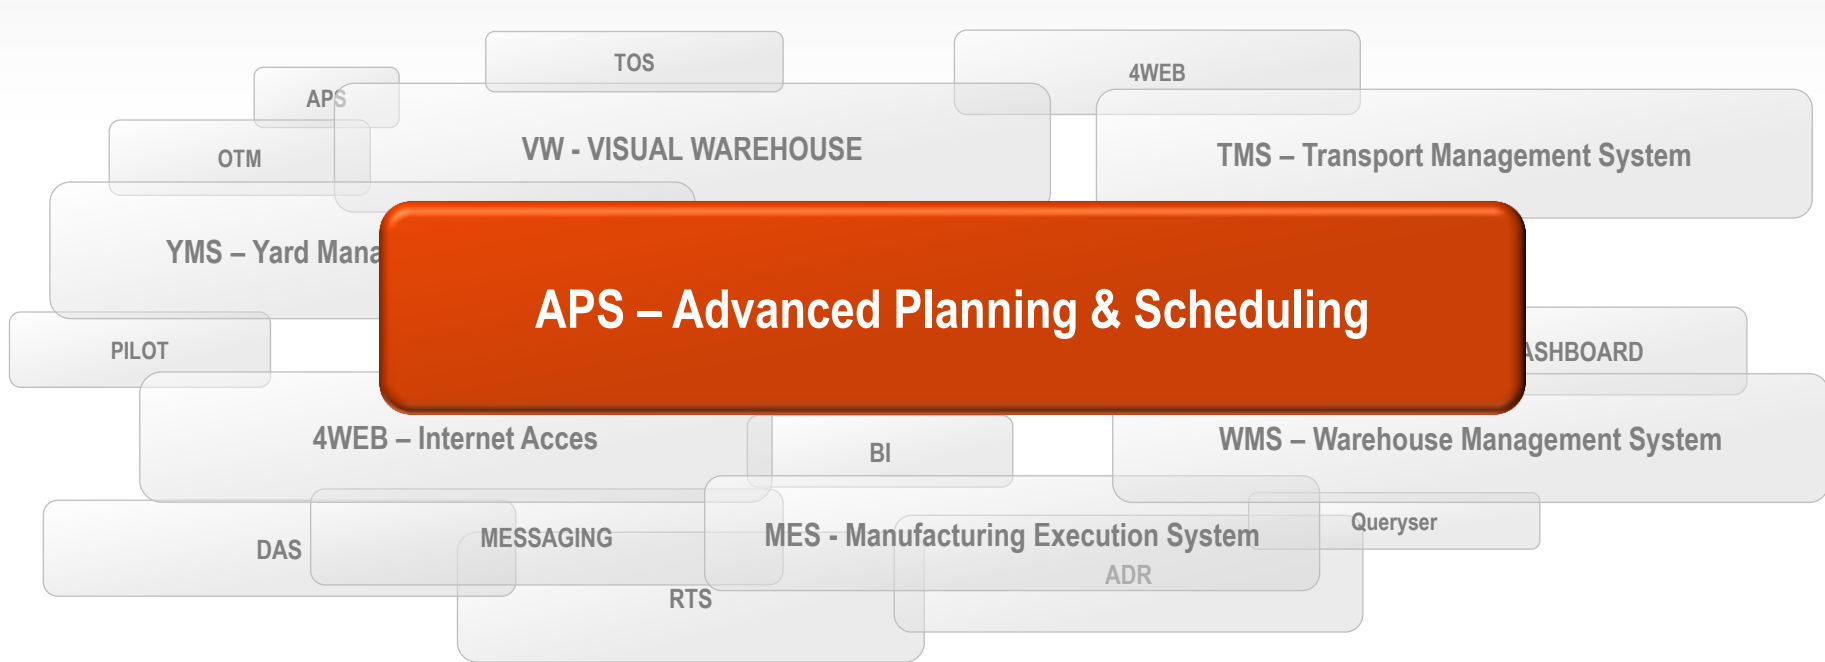 TOS
4WEB
APS
VW - VISUAL WAREHOUSE
TMS – Transport Management System
OTM
YMS – Yard Mana
APS – Advanced Planning & Scheduling
PILOT
ASHBOARD
4WEB – Internet Acces
BI
WMS – Warehouse Management System
Queryser
DAS
MESSAGING
MES - Manufacturing Execution System
ADR
RTS